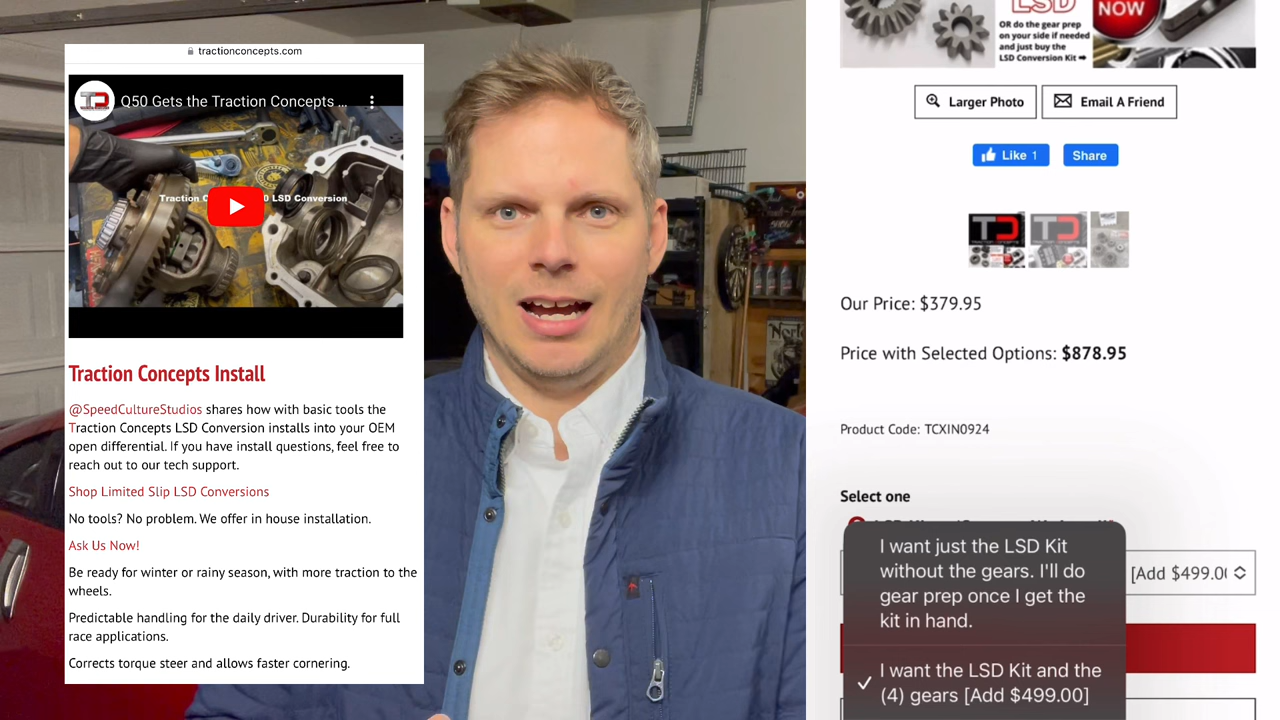 tractionconcepts.com
Q50 Gets the Traction Concepts ...
LSD Conversion
Traction Concepts Install
@SpeedCultureStudios shares how with basic tools the
Traction Concepts LSD Conversion installs into your OEM
open differential. If you have install questions, feel free to
reach out to our tech support.
Shop Limited Slip LSD Conversions
No tools? No problem. We offer in house installation.
Ask Us Now!
Be ready for winter or rainy season, with more traction to the
wheels.
Predictable handling for the daily driver. Durability for full
race applications.
Corrects torque steer and allows faster cornering.
LSD
OR do the gear prep
on your side if needed
and just buy the
LSD Conversion Kit
NOW
Larger Photo
Email A Friend
Like 1
Share
Our Price: $379.95
Price with Selected Options: $878.95
Product Code: TCXIN0924
Select one
I want just the LSD Kit
without the gears. I'll do
gear prep once I get the
kit in hand.
I want the LSD Kit and the
(4) gears [Add $499.00]
[Add $499.0